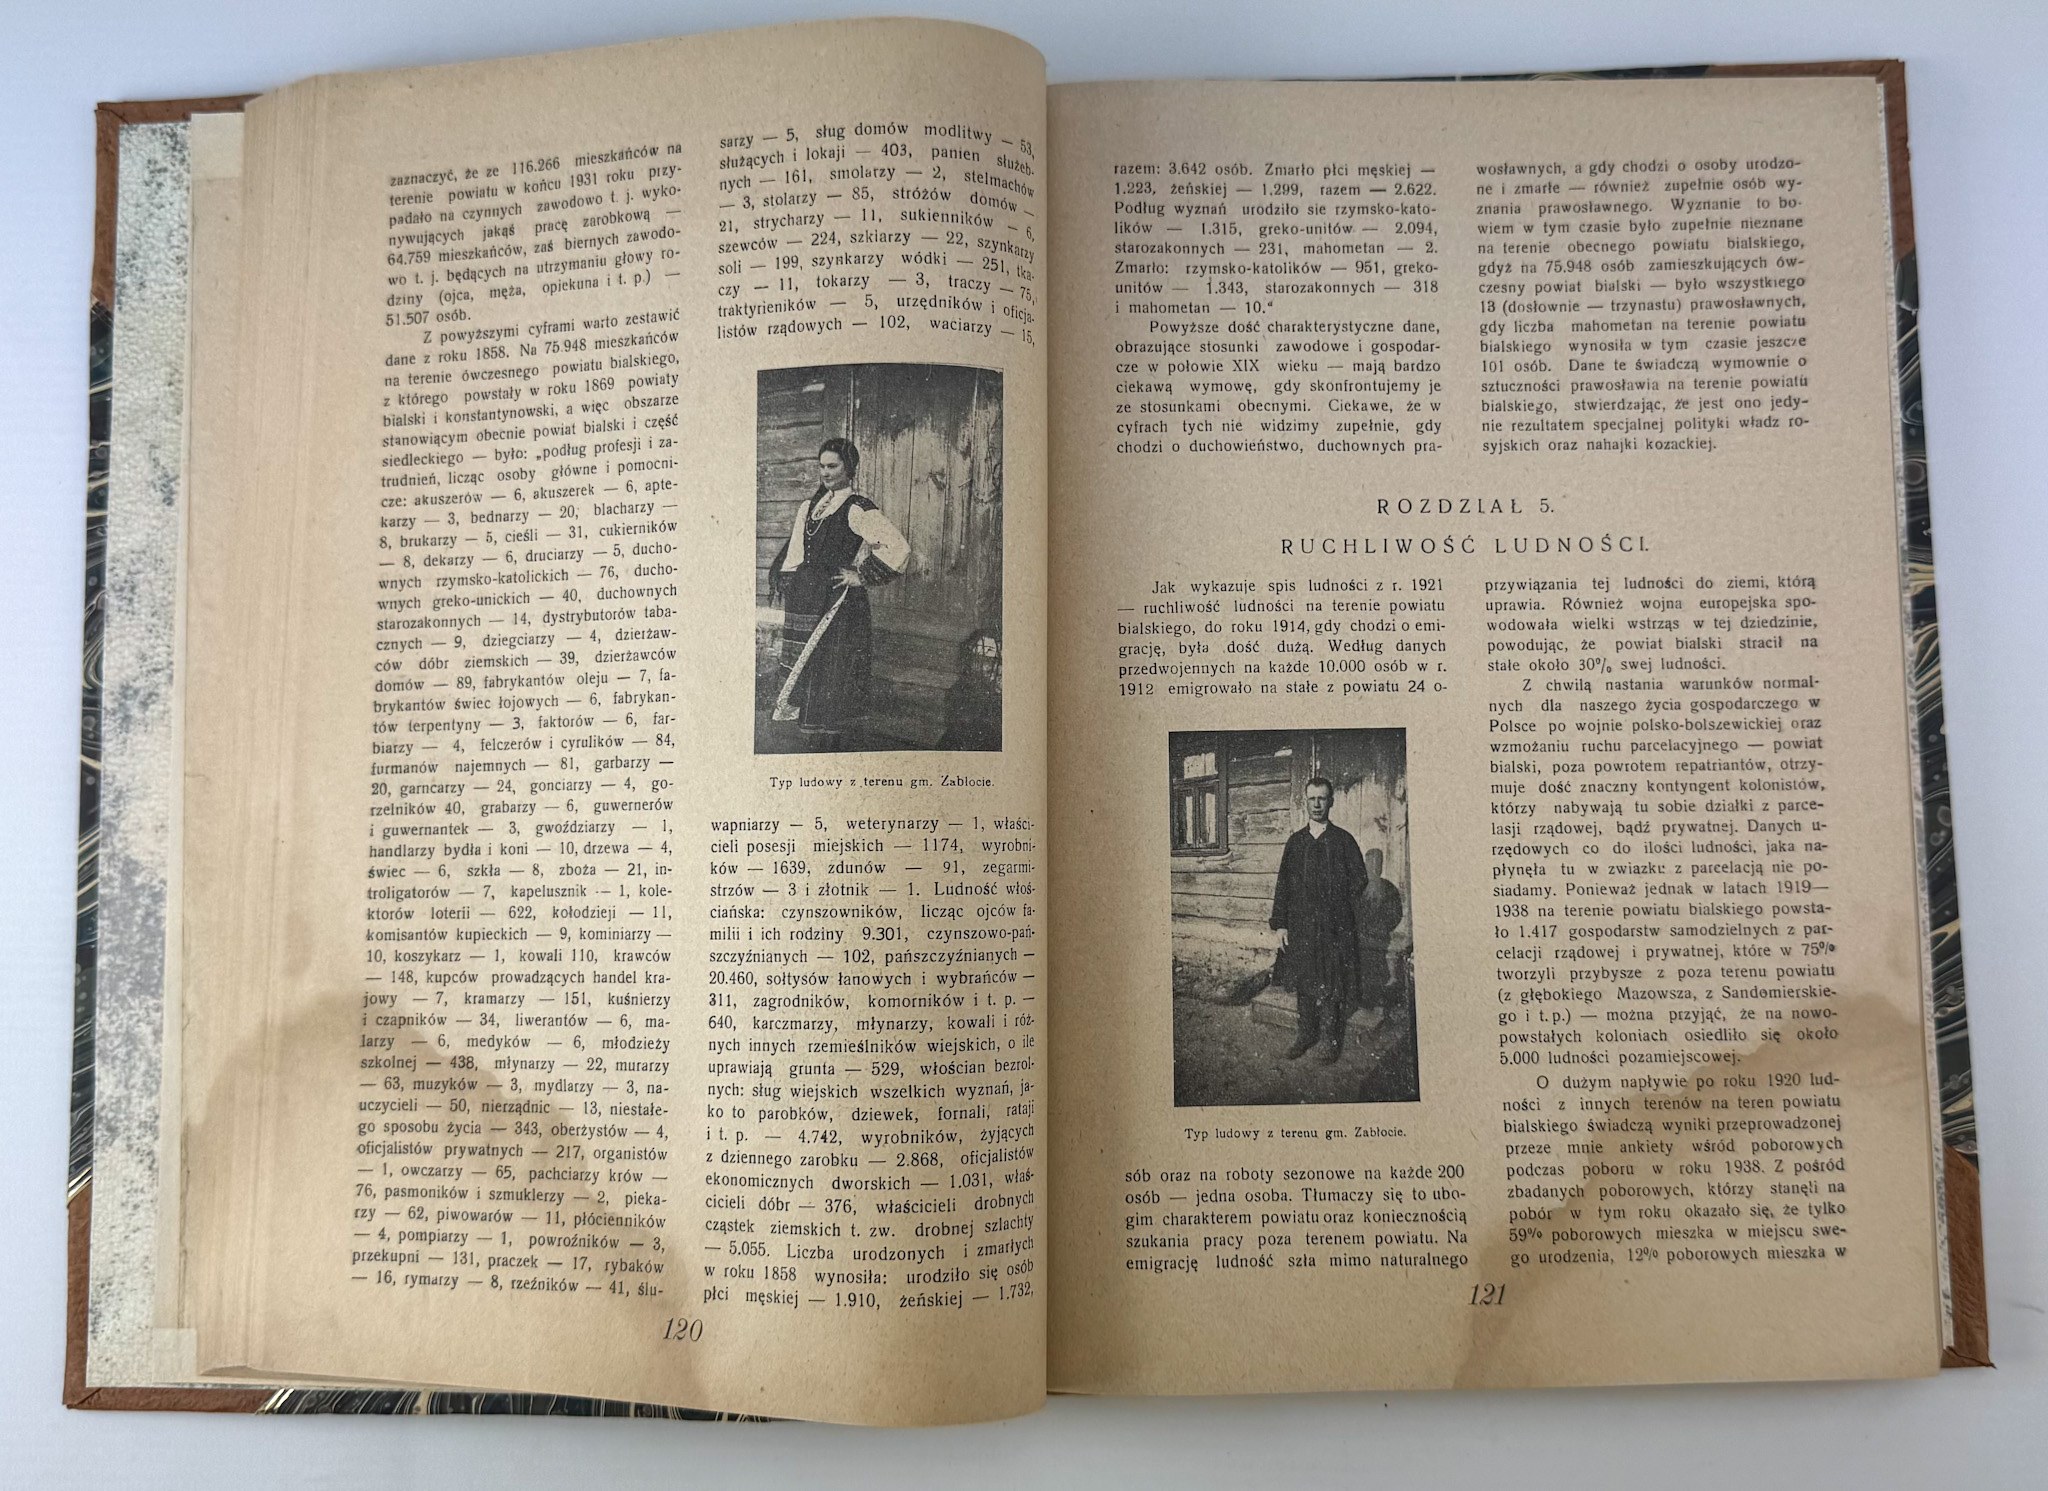 zaznaczyć, że ze 116.266 mieszkańców na
terenie powiatu w końcu 1931 roku przy-
padało na czynnych zawodowo t. j. wyko-
nywujących jakąś pracę zarobkową —
64.759 mieszkańców, zaś biernych zawodo-
wo t. j. będących na utrzymaniu głowy ro-
dziny (ojca, męża, opiekuna i t. p.) —
51.507 osób.
Z powyższymi cyframi warto zestawić
dane z roku 1858. Na 75.948 mieszkańców
na terenie ówczesnego powiatu bialskiego,
z którego powstały w roku 1869 powiaty
bialski i konstantynowski, a więc obszarze
stanowiącym obecnie powiat bialski i część
siedleckiego — było: „podług profesji i za-
trudnień, licząc osoby główne i pomocni-
cze: akuszerów — 6, akuszerek — 6, apte-
karzy — 3, bednarzy — 20, blacharzy —
8, brukarzy — 5, cieśli — 31, cukierników
— 8, dekarzy — 6, druciarzy — 5, ducho-
wnych rzymsko-katolickich — 76, ducho-
wnych greko-unickich — 40, duchownych
starozakonnych — 14, dystrybutorów taba-
cznych — 9, dziegciarzy — 4, dzierżaw-
ców dóbr ziemskich — 39, dzierżawców
domów — 89, fabrykantów oleju — 7, fa-
brykantów świec łojowych — 6, fabrykan-
tów terpentyny — 3, faktorów — 6, far-
biarzy — 4, felczerów i cyrulików — 84,
furmanów najemnych — 81, garbarzy —
20, garncarzy — 24, gonciarzy — 4, go-
rzelników 40, grabarzy — 6, guwernerów
i guwernantek — 3, gwoździarzy — 1,
handlarzy bydła i koni — 10, drzewa — 4,
świec — 6, szkła — 8, zboża — 21, in-
troligatorów — 7, kapelusznik — 1, kole-
ktorów loterii — 622, kołodzieji — 11,
komisantów kupieckich — 9, kominiarzy —
10, koszykarz — 1, kowali 110, krawców
— 148, kupców prowadzących handel kra-
jowy — 7, kramarzy — 151, kuśnierzy
i czapników — 34, liwerantów — 6, ma-
larzy — 6, medyków — 6, młodzieży
szkolnej — 438, młynarzy — 22, murarzy
— 63, muzyków — 3, mydlarzy — 3, na-
uczycieli — 50, nierządnic — 13, niestałe-
go sposobu życia — 343, oberżystów — 4,
oficjalistów prywatnych — 217, organistów
— 1, owczarzy — 65, pachciarzy krów —
76, pasmoników i szmuklerzy — 2, pieka-
rzy — 62, piwowarów — 11, płócienników
— 4, pompiarzy — 1, powroźników — 3,
przekupni — 131, praczek — 17, rybaków
— 16, rymarzy — 8, rzeźników — 41, ślu-
sarzy — 5, sług domów modlitwy — 53,
służących i lokaji — 403, panien służeb-
nych — 161, smolarzy — 2, stelmachów
— 3, stolarzy — 85, stróżów domów —
21, strycharzy — 11, sukienników — 6,
szewców — 224, szklarzy — 22, szynkarzy
soli — 199, szynkarzy wódki — 251, tka-
czy — 11, tokarzy — 3, traczy — 75,
traktyrieników — 5, urzędników i oficja-
listów rządowych — 102, waciarzy — 15,
Typ ludowy z terenu gm. Zabłocie.
wapniarzy — 5, weterynarzy — 1, właści-
cieli posesji miejskich — 1174, wyrobni-
ków — 1639, zdunów — 91, zegarmi-
strzów — 3 i złotnik — 1. Ludność włoś-
ciańska: czynszowników, licząc ojców fa-
milii i ich rodziny 9.301, czynszowo-pań-
szczyźnianych — 102, pańszczyźnianych —
20.460, sołtysów łanowych i wybrańców —
311, zagrodników, komorników i t. p. —
640, karczmarzy, młynarzy, kowali i róż-
nych innych rzemieślników wiejskich, o ile
uprawiają grunta — 529, włościan bezrol-
nych: sług wiejskich wszelkich wyznań, ja-
ko to parobków, dziewek, fornali, rataji
i t. p. — 4.742, wyrobników, żyjących
z dziennego zarobku — 2.868, oficjalistów
ekonomicznych dworskich — 1.031, właś-
cicieli dóbr — 376, właścicieli drobnych
cząstek ziemskich t. zw. drobnej szlachty
— 5.055. Liczba urodzonych i zmarłych
w roku 1858 wynosiła: urodziło się osób
płci męskiej — 1.910, żeńskiej — 1.732,
120
razem: 3.642 osób. Zmarło płci męskiej —
1.223, żeńskiej — 1.299, razem — 2.622.
Podług wyznań urodziło sie rzymsko-kato-
lików — 1.315, greko-unitów — 2.094,
starozakonnych — 231, mahometan — 2.
Zmarło: rzymsko-katolików — 951, greko-
unitów — 1.343, starozakonnych — 318
i mahometan — 10."
Powyższe dość charakterystyczne dane,
obrazujące stosunki zawodowe i gospodar-
cze w połowie XIX wieku — mają bardzo
ciekawą wymowę, gdy skonfrontujemy je
ze stosunkami obecnymi. Ciekawe, że w
cyfrach tych nie widzimy zupełnie, gdy
chodzi o duchowieństwo, duchownych pra-
wosławnych, a gdy chodzi o osoby urodzo-
ne i zmarłe — również zupełnie osób wy-
znania prawosławnego. Wyznanie to bo-
wiem w tym czasie było zupełnie nieznane
na terenie obecnego powiatu bialskiego,
gdyż na 75.948 osób zamieszkujących ów-
czesny powiat bialski — było wszystkiego
13 (dosłownie — trzynastu) prawosławnych,
gdy liczba mahometan na terenie powiatu
bialskiego wynosiła w tym czasie jeszcze
101 osób. Dane te świadczą wymownie o
sztuczności prawosławia na terenie powiatu
bialskiego, stwierdzając, że jest ono jedy-
nie rezultatem specjalnej polityki władz ro-
syjskich oraz nahajki kozackiej.
ROZDZIAŁ 5.
RUCHLIWOŚĆ LUDNOŚCI.
Jak wykazuje spis ludności z r. 1921
— ruchliwość ludności na terenie powiatu
bialskiego, do roku 1914, gdy chodzi o emi-
grację, była dość dużą. Według danych
przedwojennych na każde 10.000 osób w r.
1912 emigrowało na stałe z powiatu 24 o-
Typ ludowy z terenu gm. Zabłocie.
sób oraz na roboty sezonowe na każde 200
osób — jedna osoba. Tłumaczy się to ubo-
gim charakterem powiatu oraz koniecznością
szukania pracy poza terenem powiatu. Na
emigrację ludność szła mimo naturalnego
przywiązania tej ludności do ziemi, którą
uprawia. Również wojna europejska spo-
wodowała wielki wstrząs w tej dziedzinie,
powodując, że powiat bialski stracił na
stałe około 30% swej ludności.
Z chwilą nastania warunków normal-
nych dla naszego życia gospodarczego w
Polsce po wojnie polsko-bolszewickiej oraz
wzmożaniu ruchu parcelacyjnego — powiat
bialski, poza powrotem repatriantów, otrzy-
muje dość znaczny kontyngent kolonistów,
którzy nabywają tu sobie działki z parce-
lasji rządowej, bądź prywatnej. Danych u-
rzędowych co do ilości ludności, jaka na-
płynęła tu w związku z parcelacją nie po-
siadamy. Ponieważ jednak w latach 1919—
1938 na terenie powiatu bialskiego powsta-
ło 1.417 gospodarstw samodzielnych z par-
celacji rządowej i prywatnej, które w 75%
tworzyli przybysze z poza terenu powiatu
(z głębokiego Mazowsza, z Sandomierskie-
go i t. p.) — można przyjąć, że na nowo-
powstałych koloniach osiedliło się około
5.000 ludności pozamiejscowej.
O dużym napływie po roku 1920 lud-
ności z innych terenów na teren powiatu
bialskiego świadczą wyniki przeprowadzonej
przeze mnie ankiety wśród poborowych
podczas poboru w roku 1938. Z pośród
zbadanych poborowych, którzy stanęli na
pobór w tym roku okazało się, że tylko
59% poborowych mieszka w miejscu swe-
go urodzenia, 12% poborowych mieszka w
121